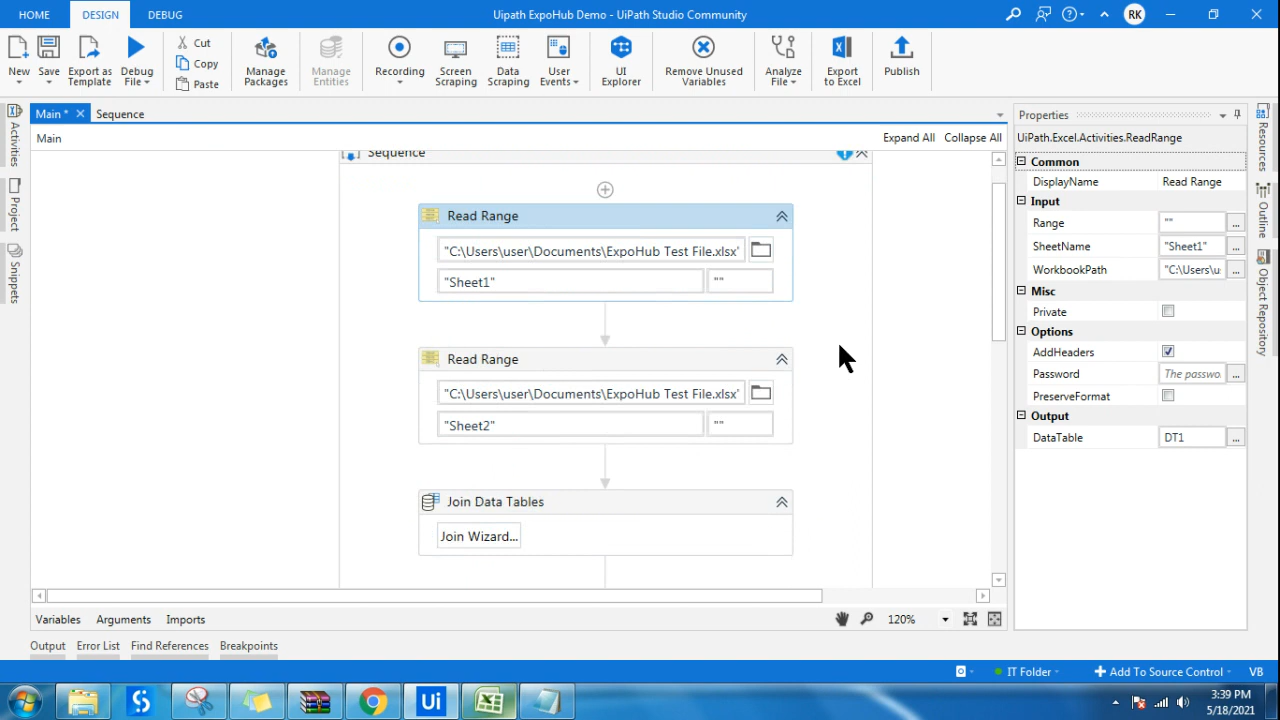 HOME DESIGN DEBUG Uipath ExpoHub Demo - UiPath Studio Community RK
New Save Export as Template Debug File Cut Copy Paste Manage Packages Manage Entities Recording Screen Scraping Data Scraping User Events UI Explorer Remove Unused Variables Analyze File Export to Excel Publish
Main * Sequence
Main Expand All Collapse All
Activities
Project
Snippets
Sequence
Read Range
"C:\Users\user\Documents\ExpoHub Test File.xlsx"
"Sheet1" ""
Read Range
"C:\Users\user\Documents\ExpoHub Test File.xlsx"
"Sheet2" ""
Join Data Tables
Join Wizard...
Properties
UiPath.Excel.Activities.ReadRange
Common
DisplayName Read Range
Input
Range "" ...
SheetName "Sheet1" ...
WorkbookPath "C:\Users\u ...
Misc
Private
Options
AddHeaders
Password The passwo ...
PreserveFormat
Output
DataTable DT1 ...
Resources
Outline
Object Repository
Variables Arguments Imports 120%
Output Error List Find References Breakpoints
IT Folder Add To Source Control VB
S Ui
3:39 PM
5/18/2021